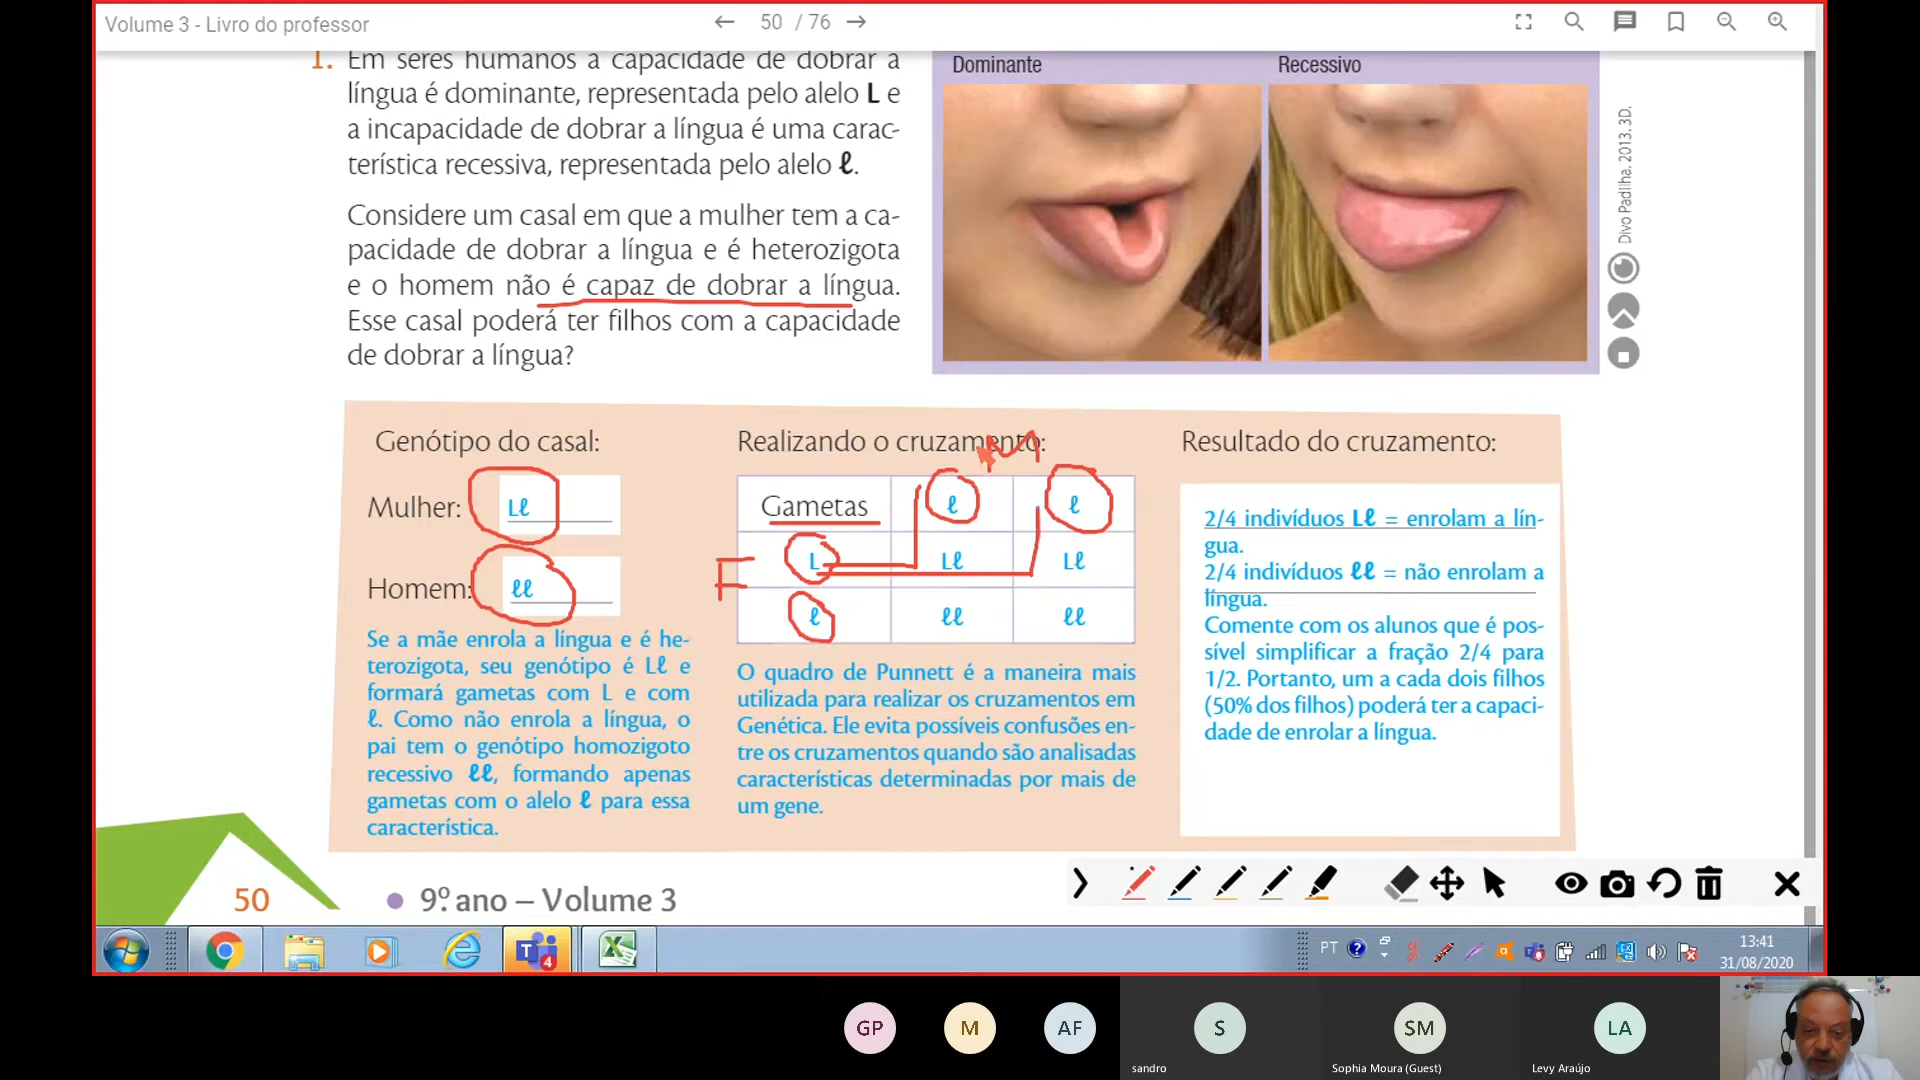 Volume 3 - Livro do professor
50 / 76
1. Em seres humanos a capacidade de dobrar a
língua é dominante, representada pelo alelo L e
a incapacidade de dobrar a língua é uma carac-
terística recessiva, representada pelo alelo ℓ.
Considere um casal em que a mulher tem a ca-
pacidade de dobrar a língua e é heterozigota
e o homem não é capaz de dobrar a língua.
Esse casal poderá ter filhos com a capacidade
de dobrar a língua?
Dominante
Recessivo
Divo Padilha. 2013. 3D.
Genótipo do casal:
Mulher: Lℓ
Homem: ℓℓ
Se a mãe enrola a língua e é he-
terozigota, seu genótipo é Lℓ e
formará gametas com L e com
ℓ. Como não enrola a língua, o
pai tem o genótipo homozigoto
recessivo ℓℓ, formando apenas
gametas com o alelo ℓ para essa
característica.
Realizando o cruzamento:
M
Gametas ℓ ℓ
F L Lℓ Lℓ
ℓ ℓℓ ℓℓ
O quadro de Punnett é a maneira mais
utilizada para realizar os cruzamentos em
Genética. Ele evita possíveis confusões en-
tre os cruzamentos quando são analisadas
características determinadas por mais de
um gene.
Resultado do cruzamento:
2/4 indivíduos Lℓ = enrolam a lín-
gua.
2/4 indivíduos ℓℓ = não enrolam a
língua.
Comente com os alunos que é pos-
sível simplificar a fração 2/4 para
1/2. Portanto, um a cada dois filhos
(50% dos filhos) poderá ter a capaci-
dade de enrolar a língua.
50
9º. ano – Volume 3
4
PT
13:41
31/08/2020
GP
M
AF
S
SM
LA
sandro
Sophia Moura (Guest)
Levy Araújo